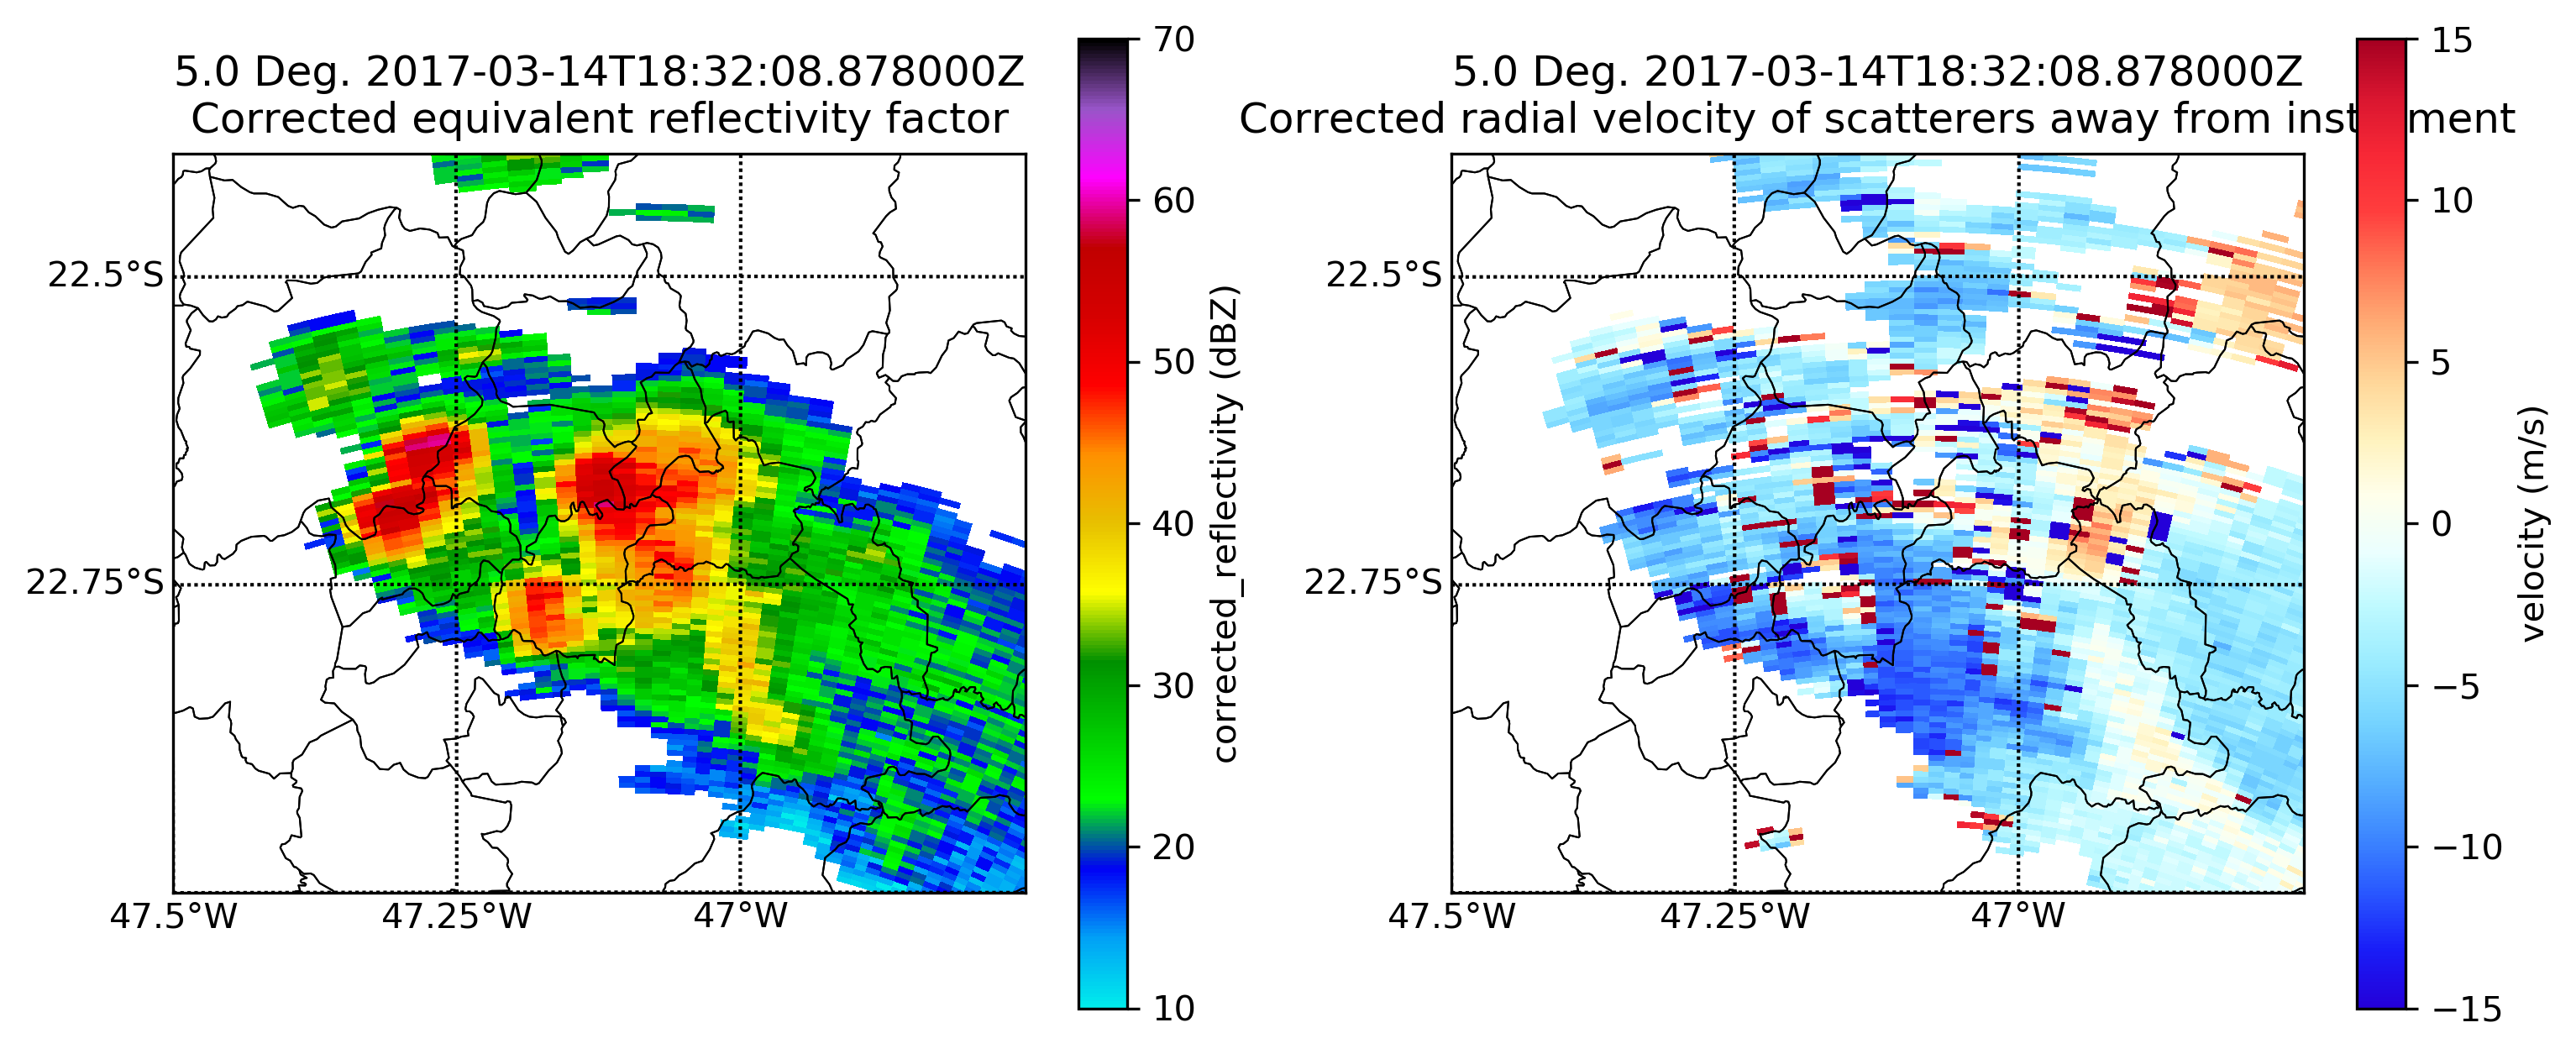 5.0 Deg. 2017-03-14T18:32:08.878000Z
Corrected equivalent reflectivity factor
22.5°S
22.75°S
47.5°W
47.25°W
47°W
70
60
50
40
30
20
10
corrected_reflectivity (dBZ)
5.0 Deg. 2017-03-14T18:32:08.878000Z
Corrected radial velocity of scatterers away from inst ment
22.5°S
22.75°S
47.5°W
47.25°W
47°W
15
10
5
0
−5
−10
−15
velocity (m/s)